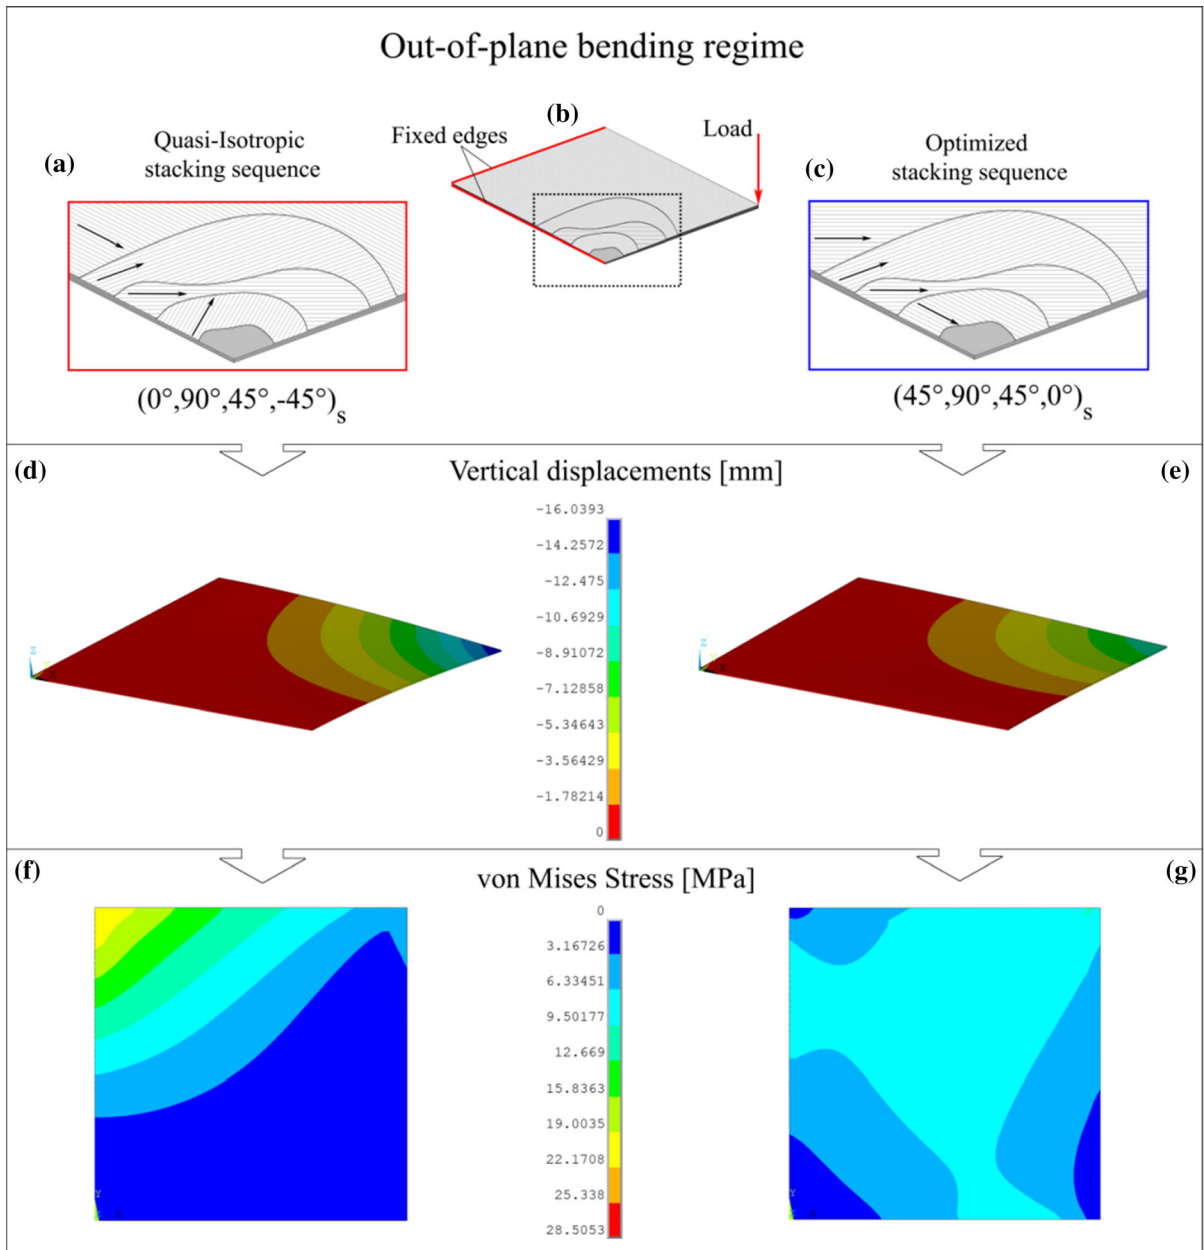 Out-of-plane bending regime
(a)
Quasi-Isotropic
stacking sequence
(b)
Fixed edges
Load
(c)
Optimized
stacking sequence
(0°,90°,45°,-45°)s
(45°,90°,45°,0°)s
(d)
Vertical displacements [mm]
(e)
-16.0393
-14.2572
-12.475
-10.6929
-8.91072
-7.12858
-5.34643
-3.56429
-1.78214
0
Z
Y
X
Z
Y
X
(f)
von Mises Stress [MPa]
(g)
0
3.16726
6.33451
9.50177
12.669
15.8363
19.0035
22.1708
25.338
28.5053
Y
X
Y
X